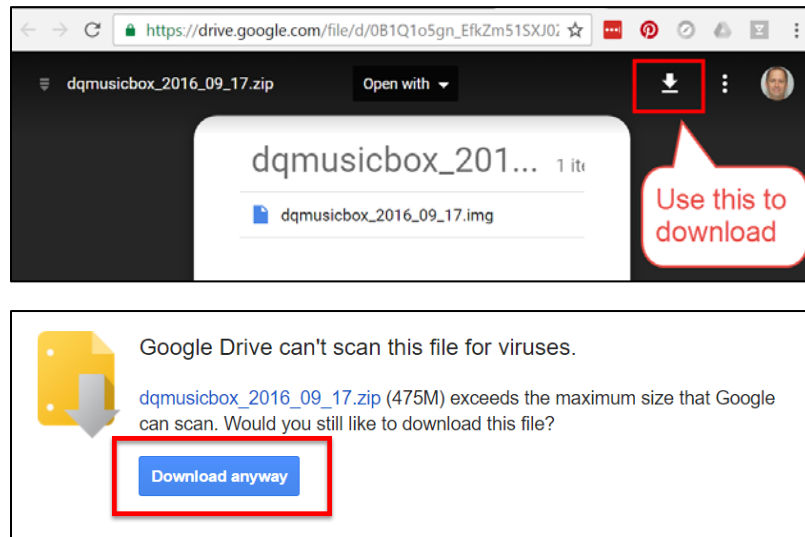 https://drive.google.com/file/d/0B1Q1o5gn_EfkZm51SXJ0
dqmusicbox_2016_09_17.zip
Open with
dqmusicbox_201... 1 ite
dqmusicbox_2016_09_17.img
Use this to
download
Google Drive can't scan this file for viruses.
dqmusicbox_2016_09_17.zip (475M) exceeds the maximum size that Google
can scan. Would you still like to download this file?
Download anyway